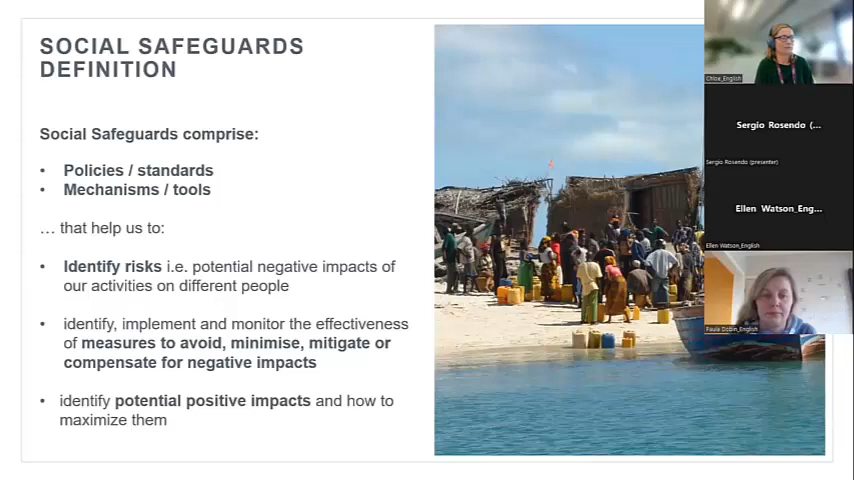 SOCIAL SAFEGUARDS
DEFINITION
Social Safeguards comprise:
• Policies / standards
• Mechanisms / tools
… that help us to:
• Identify risks i.e. potential negative impacts of
our activities on different people
• identify, implement and monitor the effectiveness
of measures to avoid, minimise, mitigate or
compensate for negative impacts
• identify potential positive impacts and how to
maximize them
Chloe_English
Sergio Rosendo (...
Sergio Rosendo (presenter)
Ellen Watson_Eng...
Ellen Watson_English
Paula Dobin_English